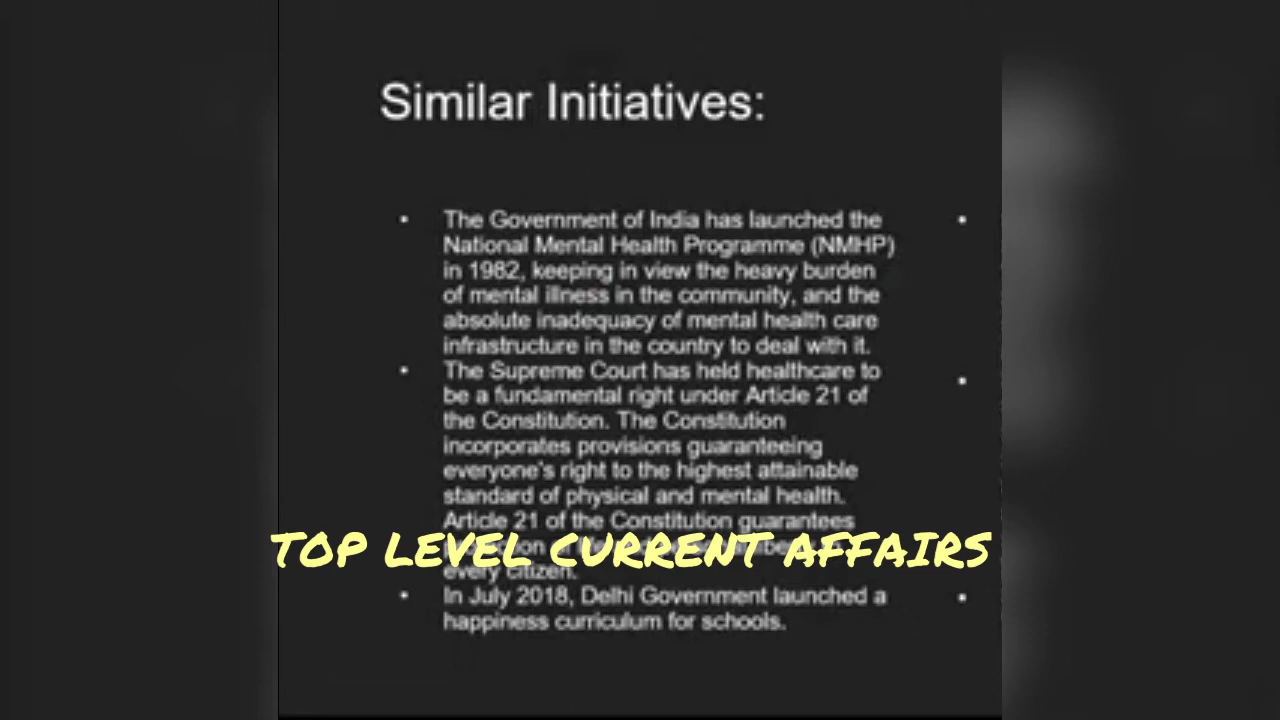 Similar Initiatives:
• The Government of India has launched the
National Mental Health Programme (NMHP)
in 1982, keeping in view the heavy burden
of mental illness in the community, and the
absolute inadequacy of mental health care
infrastructure in the country to deal with it.
• The Supreme Court has held healthcare to
be a fundamental right under Article 21 of
the Constitution. The Constitution
incorporates provisions guaranteeing
everyone's right to the highest attainable
standard of physical and mental health.
Article 21 of the Constitution guarantees
TOP LEVEL CURRENT AFFAIRS
every citizen.
• In July 2018, Delhi Government launched a
happiness curriculum for schools.